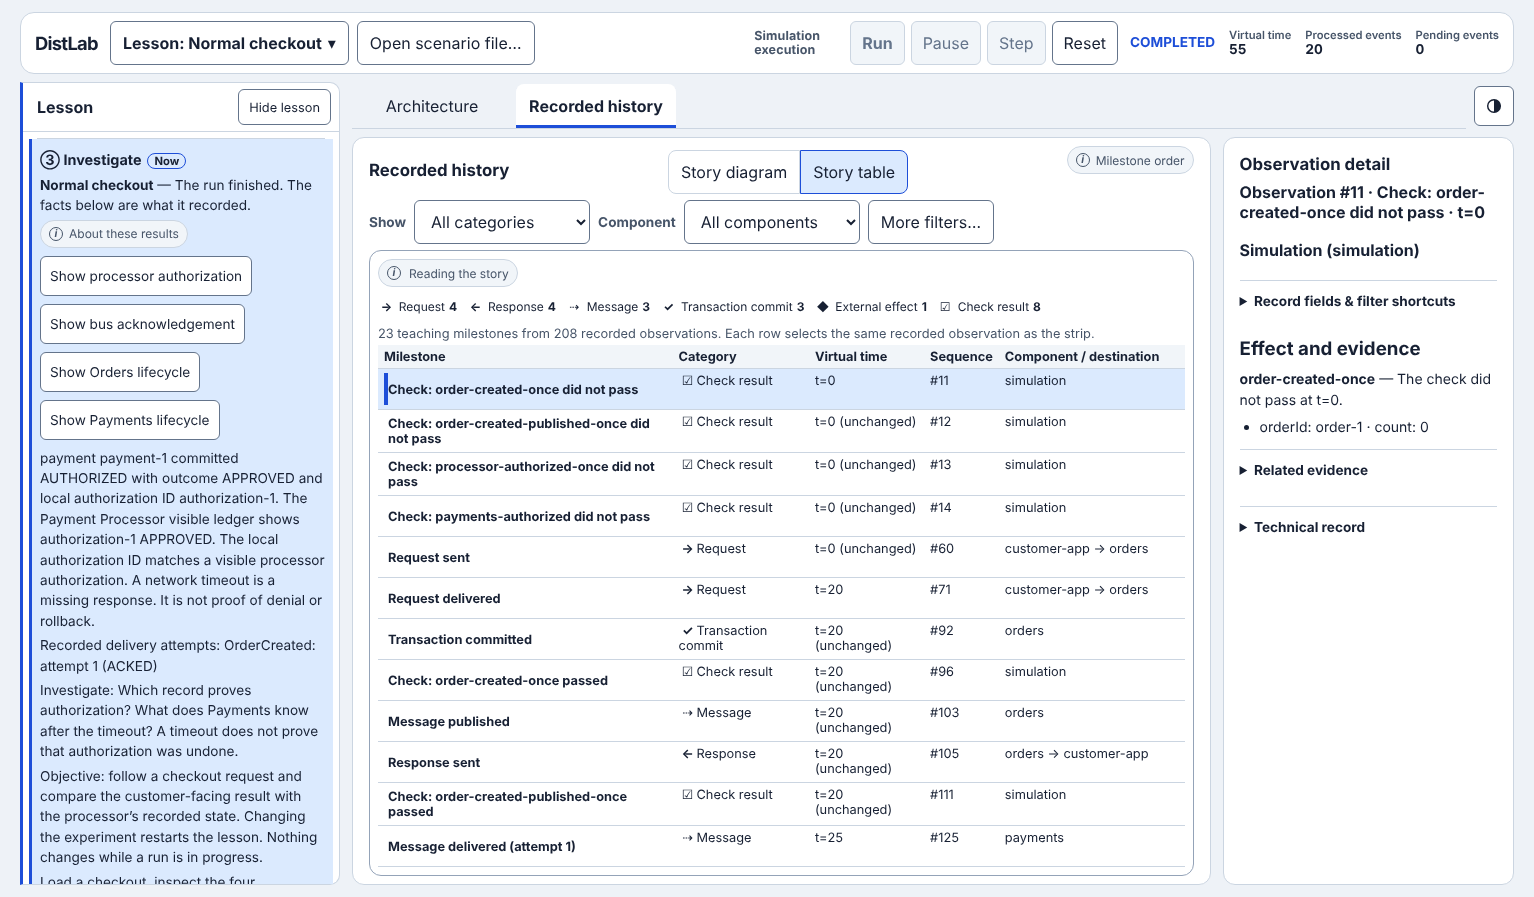 DistLab
Lesson: Normal checkout ▾
Open scenario file...
Simulation execution
Run
Pause
Step
Reset
COMPLETED
Virtual time
55
Processed events
20
Pending events
0
Lesson
Hide lesson
③ Investigate Now
Normal checkout — The run finished. The
facts below are what it recorded.
i About these results
Show processor authorization
Show bus acknowledgement
Show Orders lifecycle
Show Payments lifecycle
payment payment-1 committed
AUTHORIZED with outcome APPROVED and
local authorization ID authorization-1. The
Payment Processor visible ledger shows
authorization-1 APPROVED. The local
authorization ID matches a visible processor
authorization. A network timeout is a
missing response. It is not proof of denial or
rollback.
Recorded delivery attempts: OrderCreated:
attempt 1 (ACKED)
Investigate: Which record proves
authorization? What does Payments know
after the timeout? A timeout does not prove
that authorization was undone.
Objective: follow a checkout request and
compare the customer-facing result with
the processor’s recorded state. Changing
the experiment restarts the lesson. Nothing
changes while a run is in progress.
Load a checkout, inspect the four
Architecture
Recorded history
Recorded history
Story diagram
Story table
i Milestone order
Show
All categories
Component
All components
More filters...
i Reading the story
→ Request 4 ← Response 4 ⇢ Message 3 ✓ Transaction commit 3 ◆ External effect 1 ☑ Check result 8
23 teaching milestones from 208 recorded observations. Each row selects the same recorded observation as the strip.
Milestone Category Virtual time Sequence Component / destination
Check: order-created-once did not pass ☑ Check result t=0 #11 simulation
Check: order-created-published-once did not pass ☑ Check result t=0 (unchanged) #12 simulation
Check: processor-authorized-once did not pass ☑ Check result t=0 (unchanged) #13 simulation
Check: payments-authorized did not pass ☑ Check result t=0 (unchanged) #14 simulation
Request sent → Request t=0 (unchanged) #60 customer-app → orders
Request delivered → Request t=20 #71 customer-app → orders
Transaction committed ✓ Transaction commit t=20 (unchanged) #92 orders
Check: order-created-once passed ☑ Check result t=20 (unchanged) #96 simulation
Message published ⇢ Message t=20 (unchanged) #103 orders
Response sent ← Response t=20 (unchanged) #105 orders → customer-app
Check: order-created-published-once passed ☑ Check result t=20 (unchanged) #111 simulation
Message delivered (attempt 1) ⇢ Message t=25 #125 payments
Observation detail
Observation #11 · Check: order-
created-once did not pass · t=0
Simulation (simulation)
▶ Record fields & filter shortcuts
Effect and evidence
order-created-once — The check did
not pass at t=0.
• orderId: order-1 · count: 0
▶ Related evidence
▶ Technical record